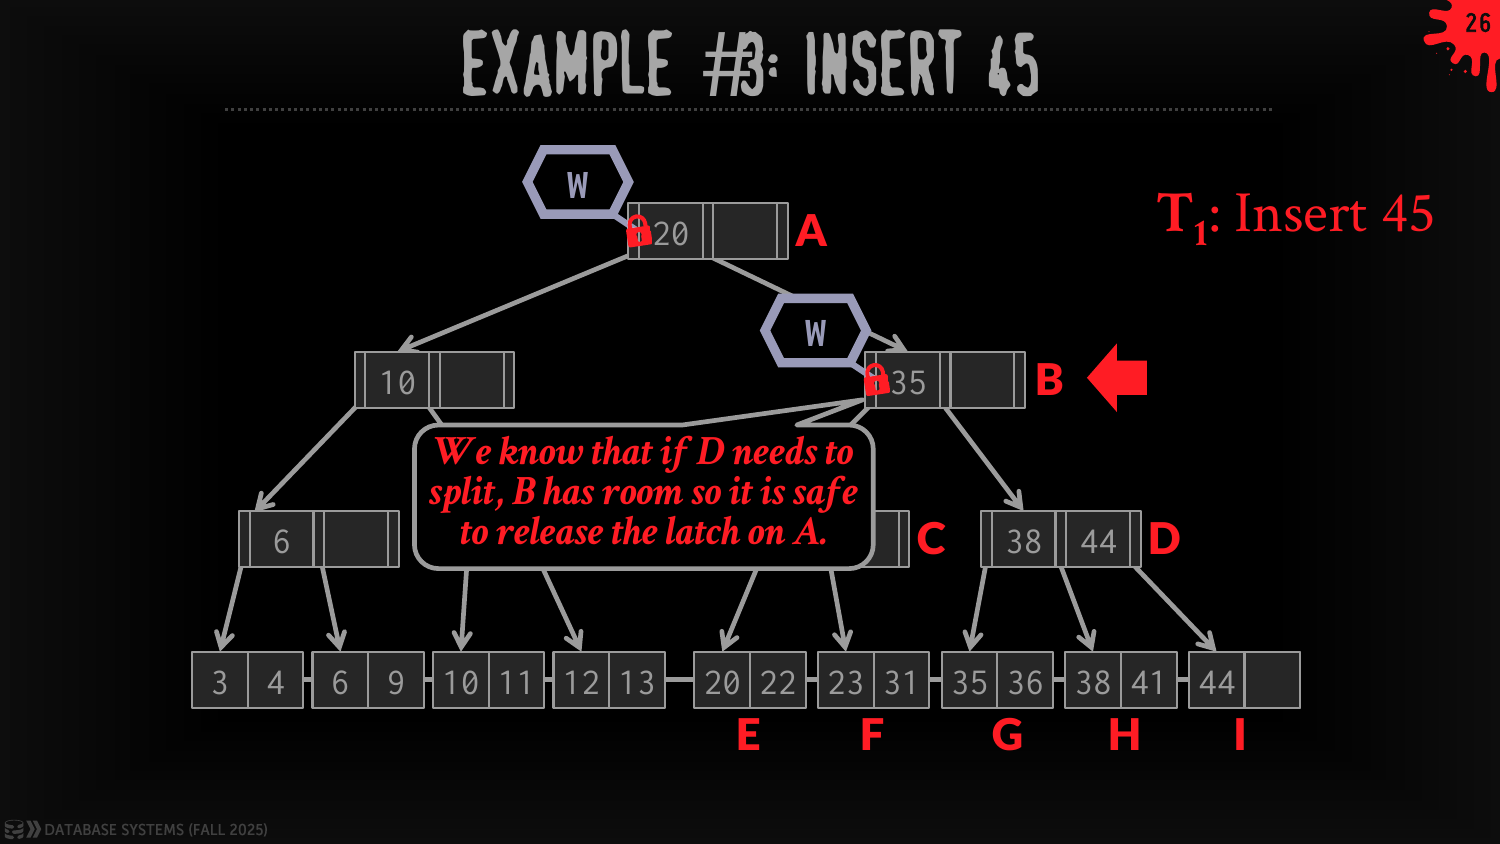 26
EXAMPLE #3: INSERT 45
W
20 A
T1: Insert 45
W
10
35 B
We know that if D needs to
split, B has room so it is safe
to release the latch on A.
6
C
38 44 D
3 4 6 9 10 11 12 13 20 22 23 31 35 36 38 41 44
E F G H I
DATABASE SYSTEMS (FALL 2025)